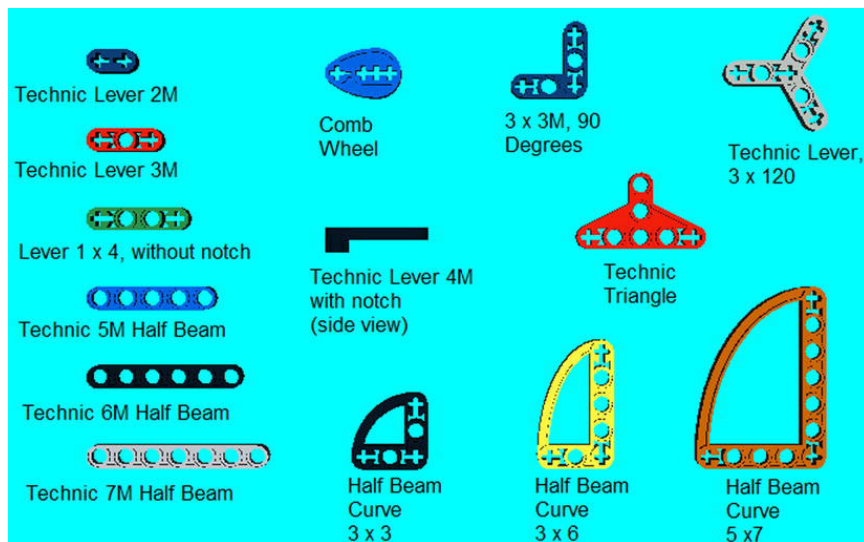 Technic Lever 2M
Technic Lever 3M
Lever 1 x 4, without notch
Technic 5M Half Beam
Technic 6M Half Beam
Technic 7M Half Beam
Comb
Wheel
Technic Lever 4M
with notch
(side view)
Half Beam
Curve
3 x 3
3 x 3M, 90
Degrees
Technic
Triangle
Half Beam
Curve
3 x 6
Technic Lever,
3 x 120
Half Beam
Curve
5 x7